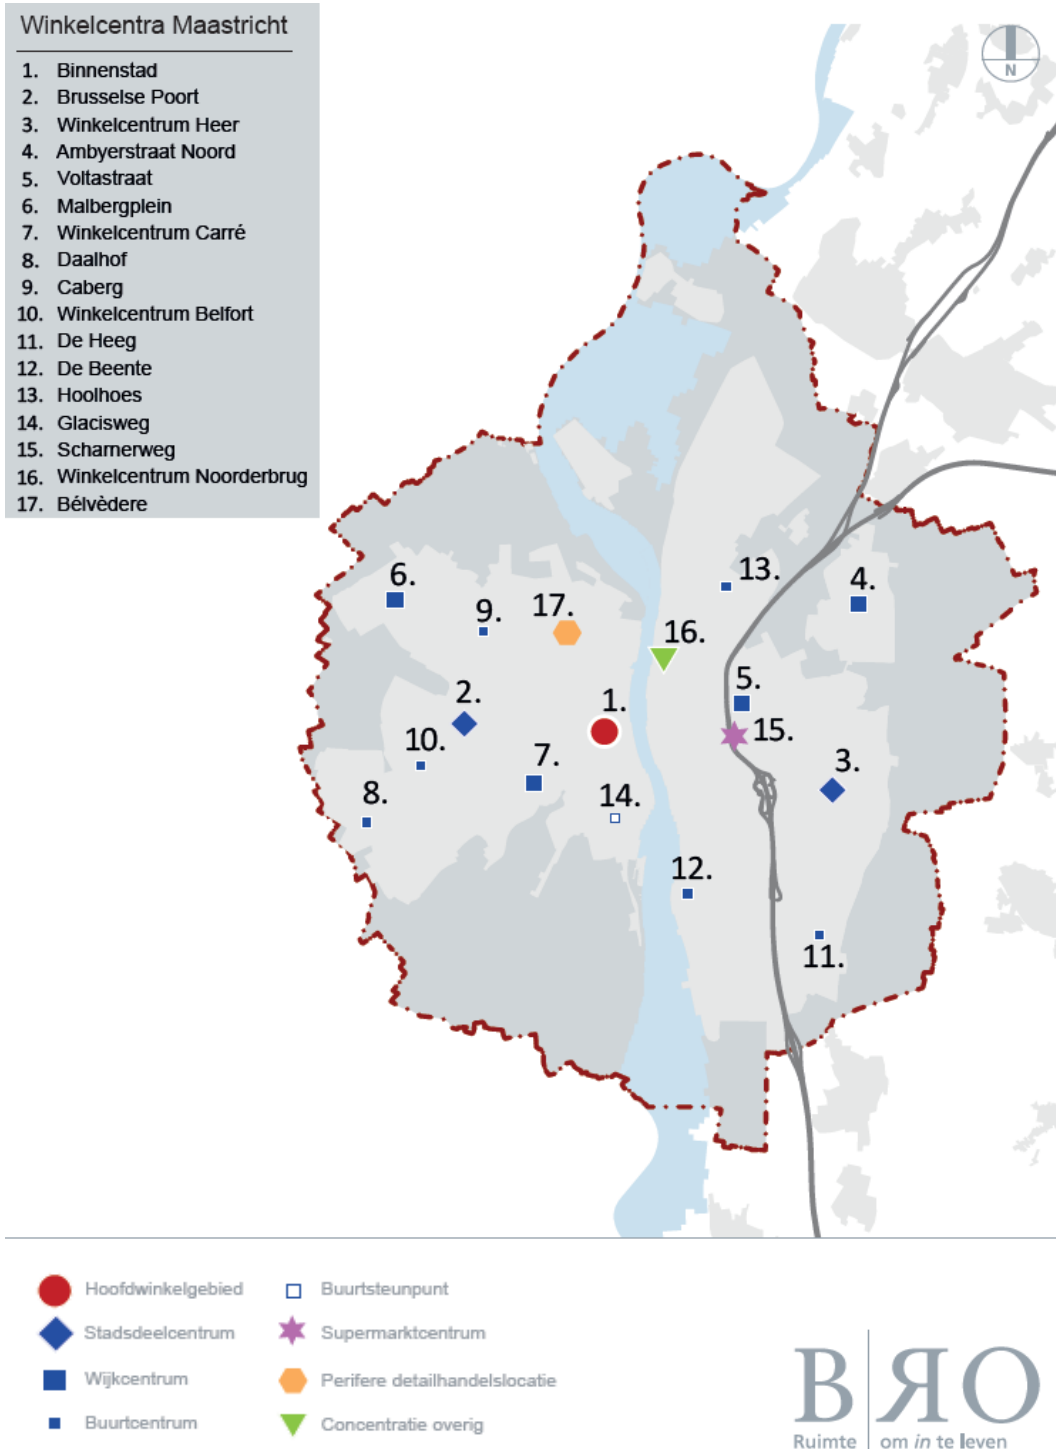 Winkelcentra Maastricht
1. Binnenstad
2. Brusselse Poort
3. Winkelcentrum Heer
4. Ambyerstraat Noord
5. Voltastraat
6. Malbergplein
7. Winkelcentrum Carré
8. Daalhof
9. Caberg
10. Winkelcentrum Belfort
11. De Heeg
12. De Beente
13. Hoolhoes
14. Glacisweg
15. Scharnerweg
16. Winkelcentrum Noorderbrug
17. Bélvèdere
N
6.
9.
17.
13.
4.
16.
2.
1.
5.
15.
10.
7.
3.
8.
14.
12.
11.
Hoofdwinkelgebied
Stadsdeelcentrum
Wijkcentrum
Buurtcentrum
Buurtsteunpunt
Supermarktcentrum
Perifere detailhandelslocatie
Concentratie overig
BRO
Ruimte om in te leven